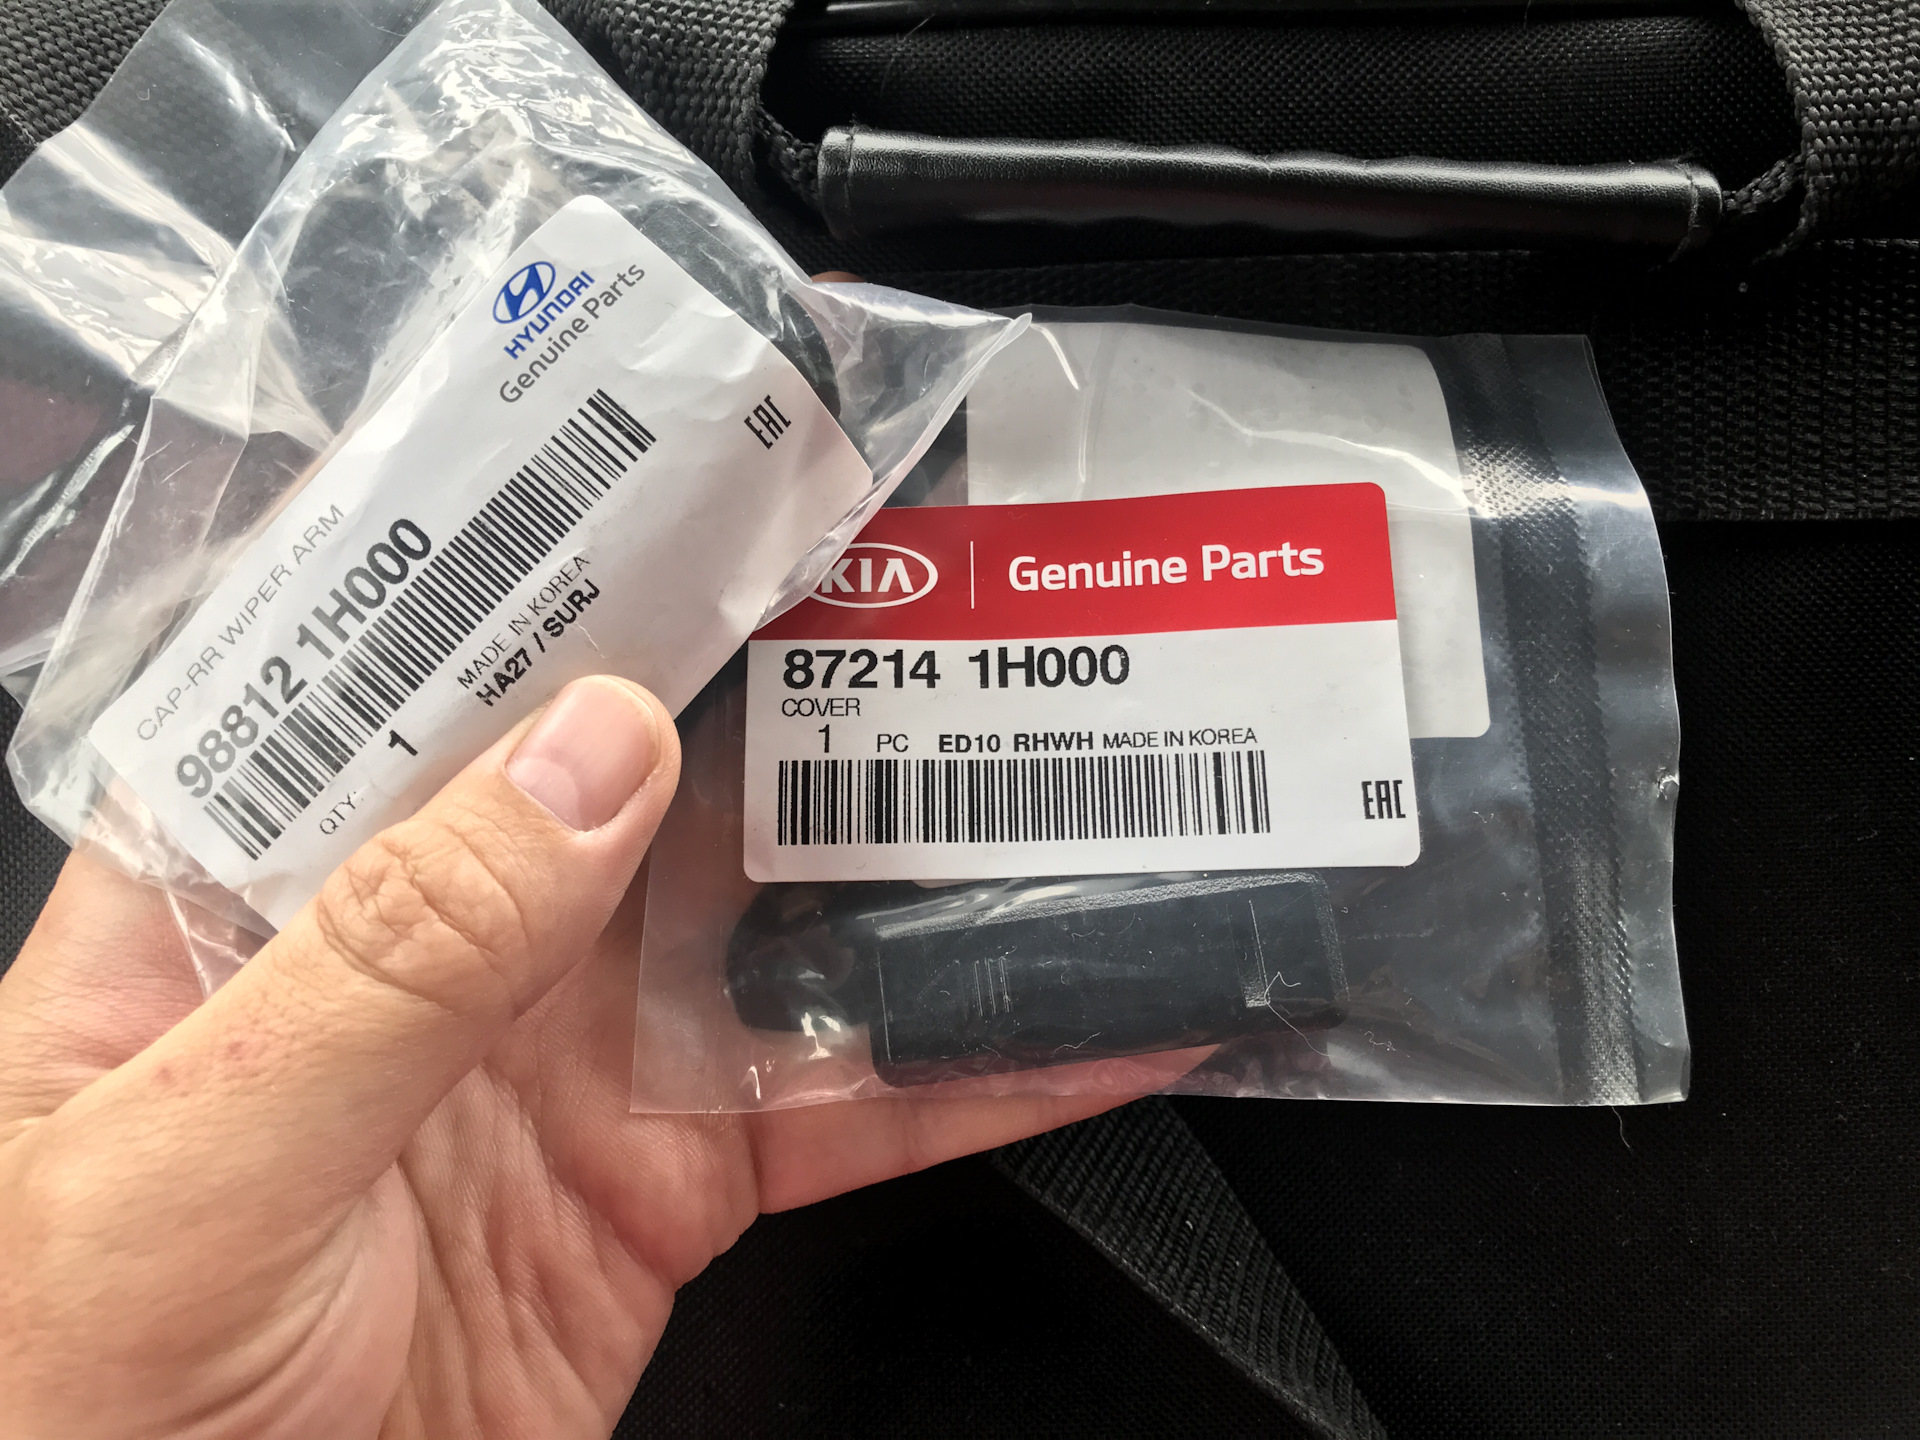 HYUNDAI
Genuine Parts
EAC
CAP-RR WIPER ARM
98812 1H000
MADE IN KOREA
HA27 / SURJ
QTY: 1
KIA Genuine Parts
87214 1H000
COVER
1 PC ED10 RHWH MADE IN KOREA
EAC